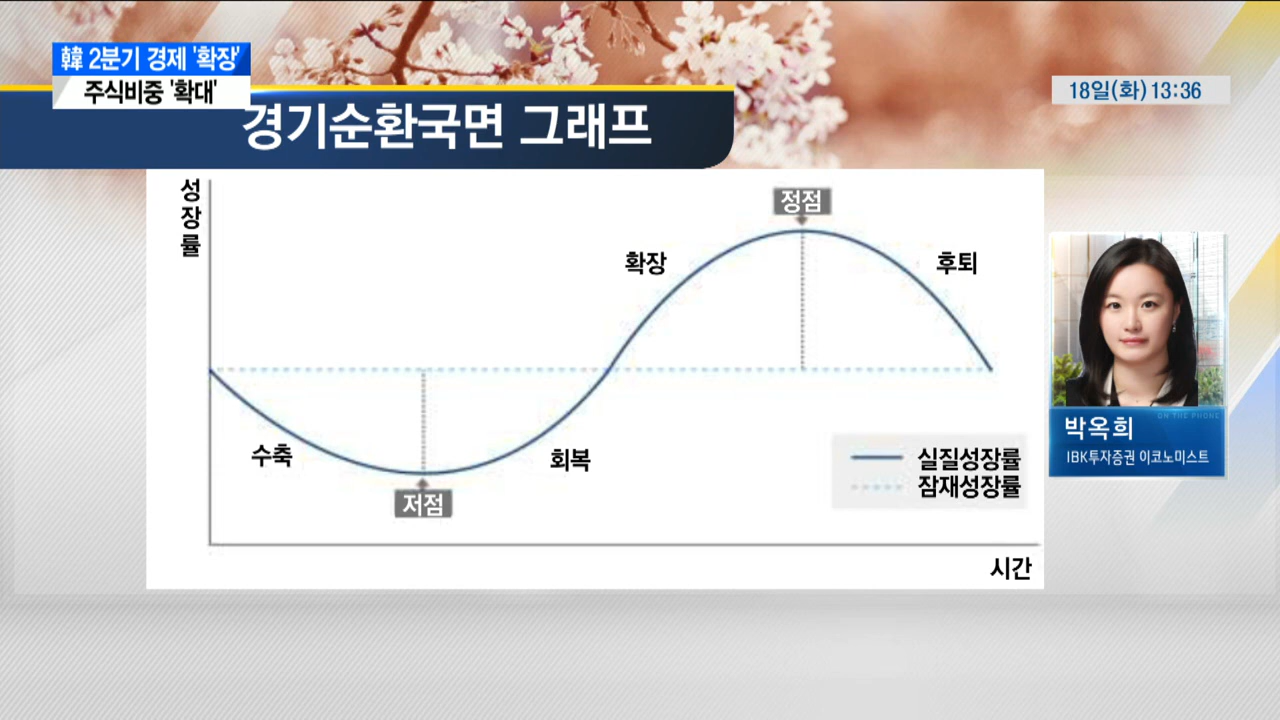 韓 2분기 경제 '확장'
주식비중 '확대'
18일(화) 13:36
경기순환국면 그래프
성장률
정점
확장
후퇴
수축
회복
저점
실질성장률
잠재성장률
시간
ON THE PHONE
박옥희
IBK투자증권 이코노미스트